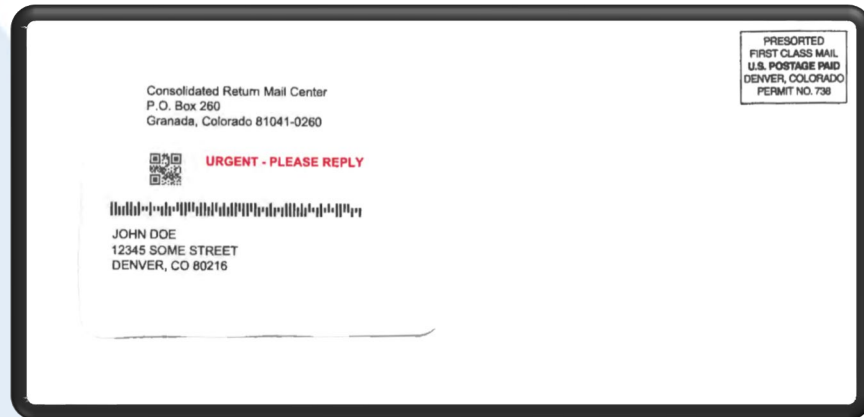 PRESORTED
FIRST CLASS MAIL
U.S. POSTAGE PAID
DENVER, COLORADO
PERMIT NO. 738
Consolidated Return Mail Center
P.O. Box 260
Granada, Colorado 81041-0260
URGENT - PLEASE REPLY
JOHN DOE
12345 SOME STREET
DENVER, CO 80216